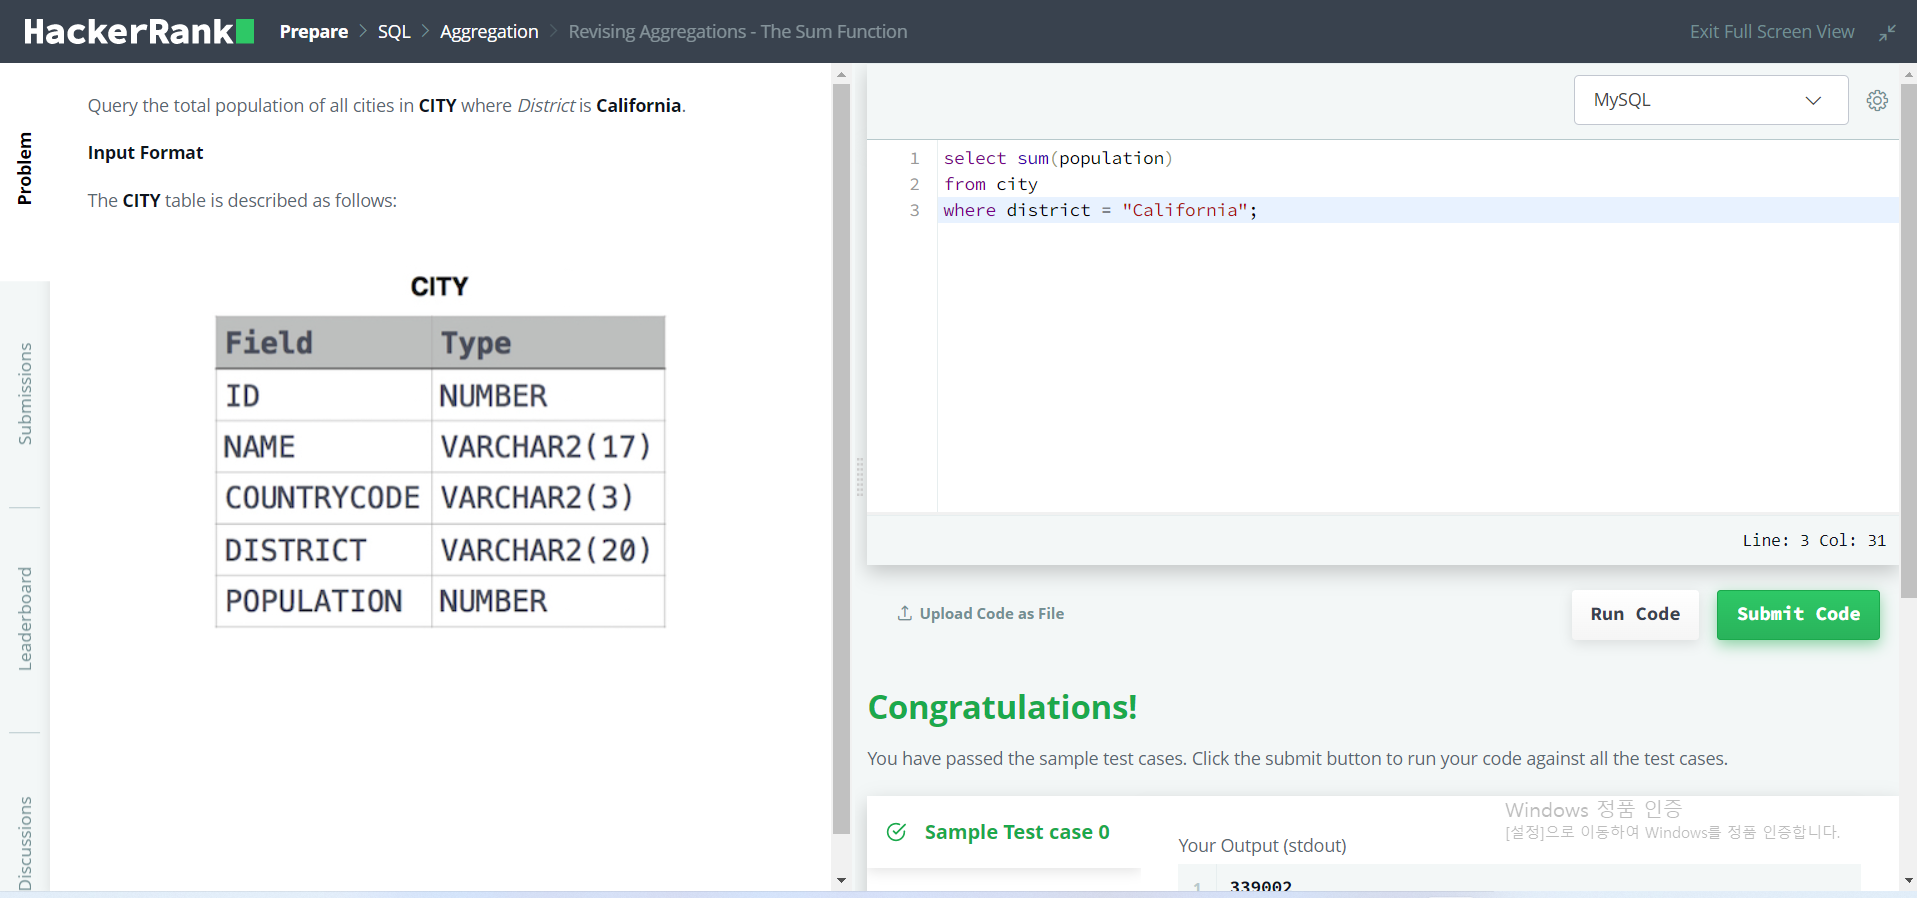 HackerRank
Prepare > SQL > Aggregation > Revising Aggregations - The Sum Function
Exit Full Screen View
Problem
Submissions
Leaderboard
Discussions
Query the total population of all cities in CITY where District is California.
Input Format
The CITY table is described as follows:
CITY
Field Type
ID NUMBER
NAME VARCHAR2(17)
COUNTRYCODE VARCHAR2(3)
DISTRICT VARCHAR2(20)
POPULATION NUMBER
MySQL
1 select sum(population)
2 from city
3 where district = "California";
Line: 3 Col: 31
Upload Code as File
Run Code
Submit Code
Congratulations!
You have passed the sample test cases. Click the submit button to run your code against all the test cases.
Sample Test case 0
Windows 정품 인증
[설정]으로 이동하여 Windows를 정품 인증합니다.
Your Output (stdout)
1 339002